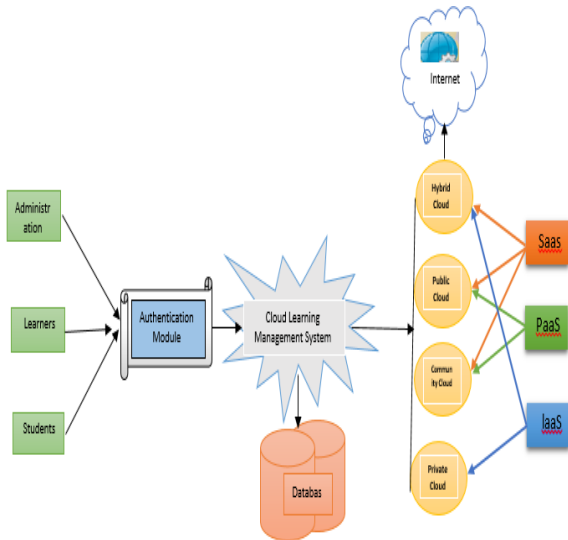 Internet
Administr
ation
Learners
Students
Authentication
Module
Cloud Learning
Management System
Databas
Hybrid
Cloud
Public
Cloud
Commun
ity Cloud
Private
Cloud
Saas
PaaS
IaaS